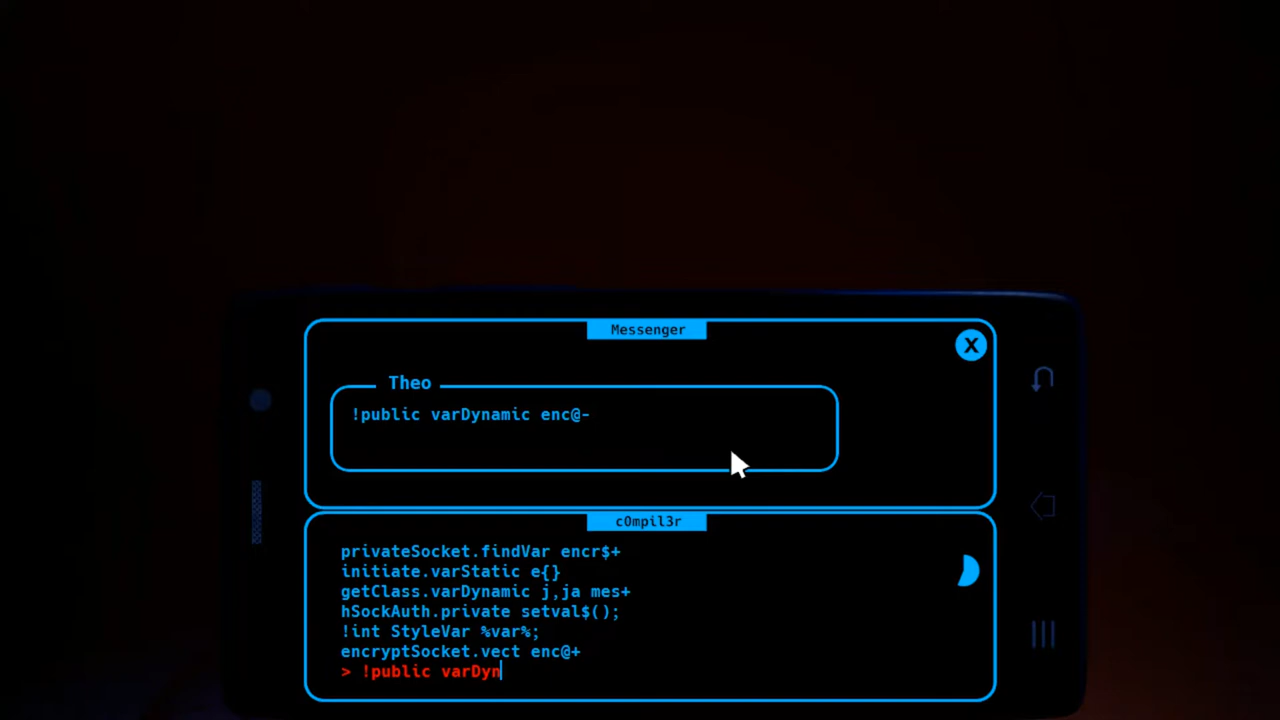 Messenger
X
Theo
!public varDynamic enc@-
c0mpil3r
privateSocket.findVar encr$+
initiate.varStatic e{}
getClass.varDynamic j,ja mes+
hSockAuth.private setval$();
!int StyleVar %var%;
encryptSocket.vect enc@+
> !public varDyn